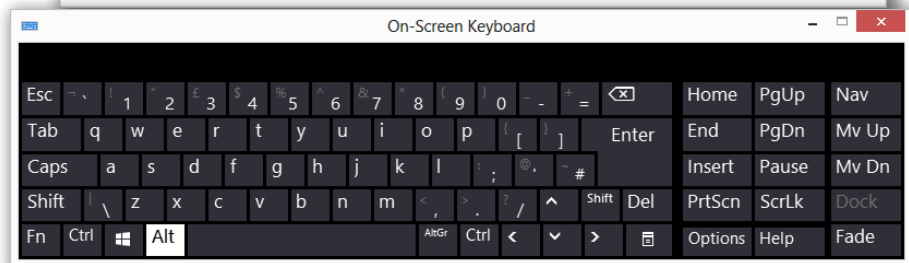 On-Screen Keyboard
Esc ¬ ` ! 1 " 2 £ 3 $ 4 % 5 ^ 6 & 7 * 8 ( 9 ) 0 _ - + = Home PgUp Nav
Tab q w e r t y u i o p { [ } ] Enter End PgDn Mv Up
Caps a s d f g h j k l : ; @ ' ~ # Insert Pause Mv Dn
Shift | \ z x c v b n m < , > . ? / ^ Shift Del PrtScn ScrLk Dock
Fn Ctrl Alt AltGr Ctrl < > Options Help Fade